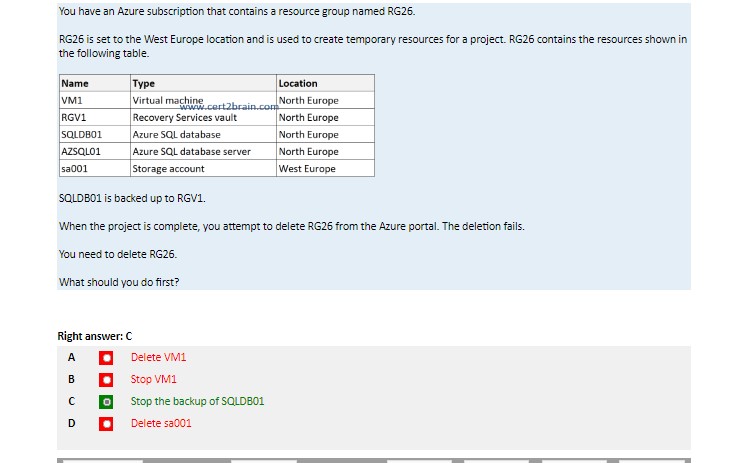 You have an Azure subscription that contains a resource group named RG26.
RG26 is set to the West Europe location and is used to create temporary resources for a project. RG26 contains the resources shown in
the following table.
Name Type Location
VM1 Virtual machine North Europe
www.cert2brain.com
RGV1 Recovery Services vault North Europe
SQLDB01 Azure SQL database North Europe
AZSQL01 Azure SQL database server North Europe
sa001 Storage account West Europe
SQLDB01 is backed up to RGV1.
When the project is complete, you attempt to delete RG26 from the Azure portal. The deletion fails.
You need to delete RG26.
What should you do first?
Right answer: C
A Delete VM1
B Stop VM1
C Stop the backup of SQLDB01
D Delete sa001